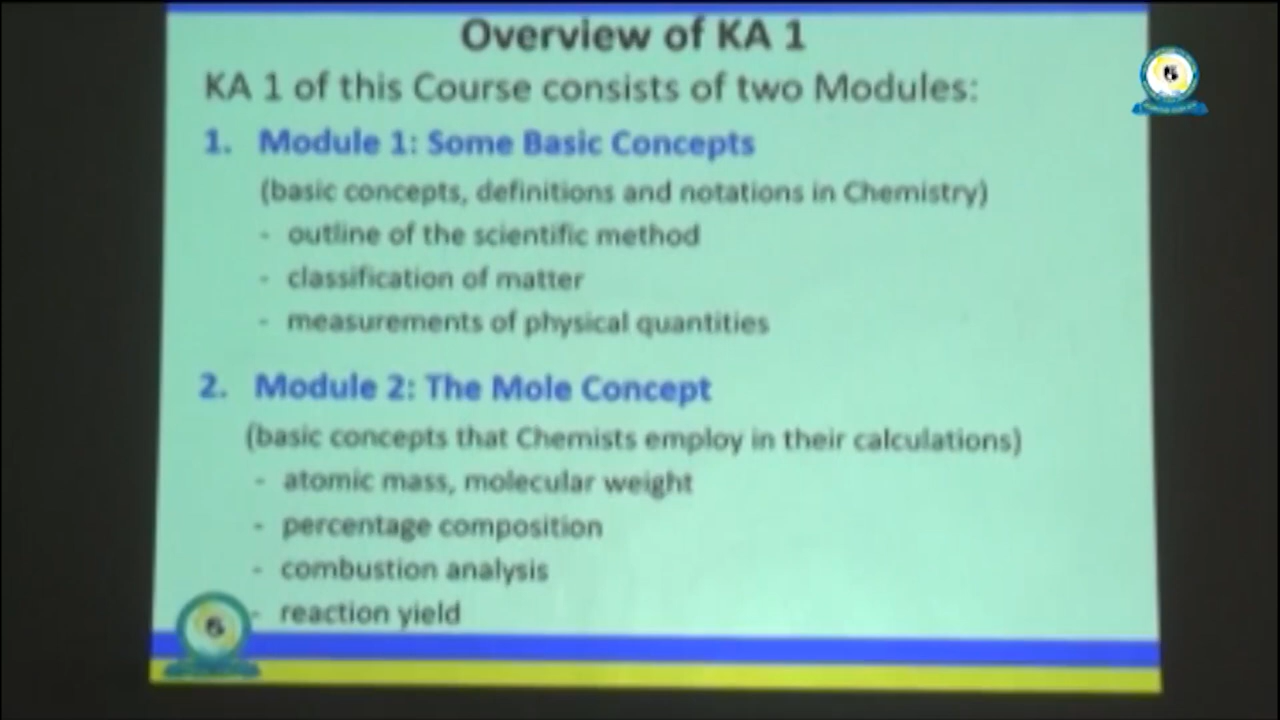 Overview of KA 1
KA 1 of this Course consists of two Modules:
1. Module 1: Some Basic Concepts
(basic concepts, definitions and notations in Chemistry)
- outline of the scientific method
- classification of matter
- measurements of physical quantities
2. Module 2: The Mole Concept
(basic concepts that Chemists employ in their calculations)
- atomic mass, molecular weight
- percentage composition
- combustion analysis
- reaction yield